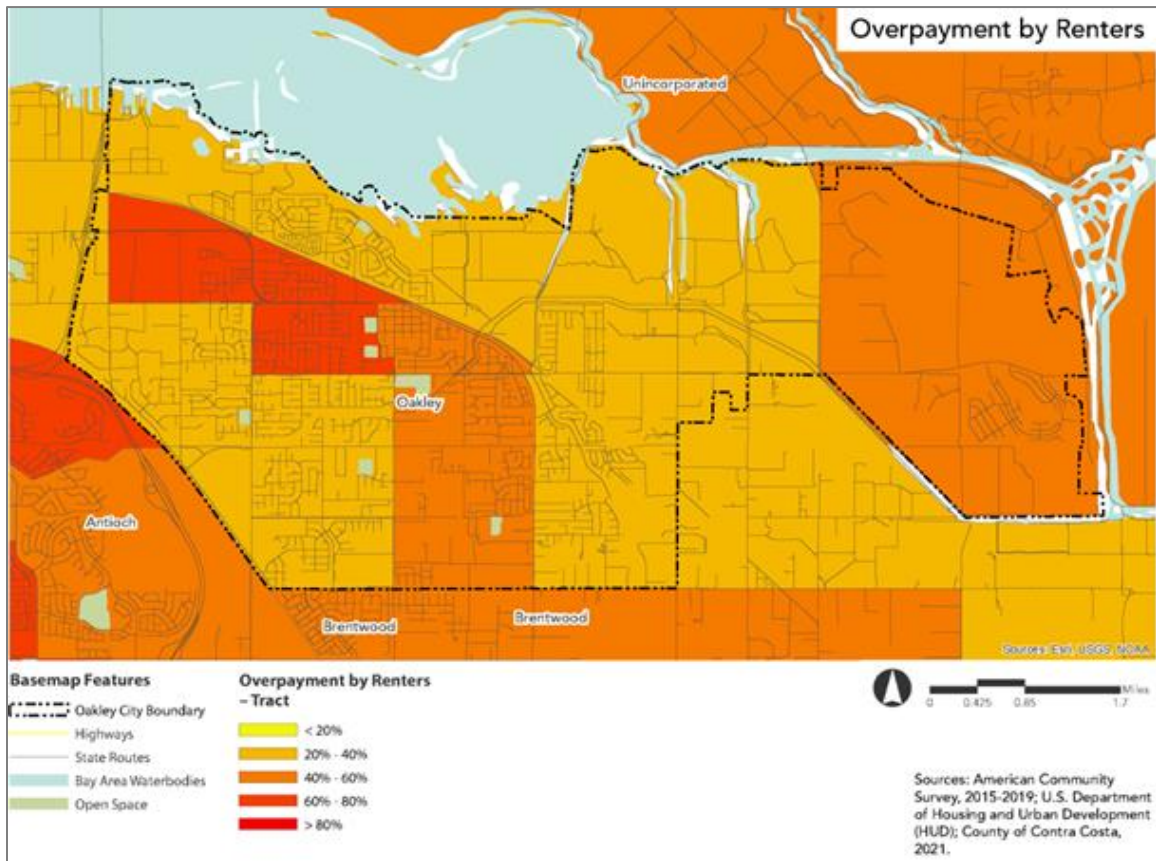 Overpayment by Renters
Unincorporated
Oakley
Antioch
Brentwood
Brentwood
Sources: Esri, USGS, NOAA
Basemap Features
Oakley City Boundary
Highways
State Routes
Bay Area Waterbodies
Open Space
Overpayment by Renters
– Tract
< 20%
20% - 40%
40% - 60%
60% - 80%
> 80%
Miles
0 0.425 0.85 1.7
Sources: American Community
Survey, 2015-2019; U.S. Department
of Housing and Urban Development
(HUD); County of Contra Costa,
2021.